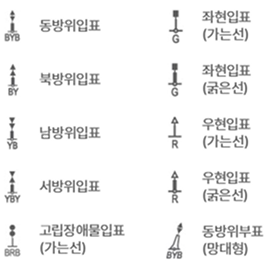 BYB 동방위입표
BY 북방위입표
YB 남방위입표
YBY 서방위입표
BRB 고립장애물입표
(가는선)
G 좌현입표
(가는선)
G 좌현입표
(굵은선)
R 우현입표
(가는선)
R 우현입표
(굵은선)
BYB 동방위부표
(망대형)